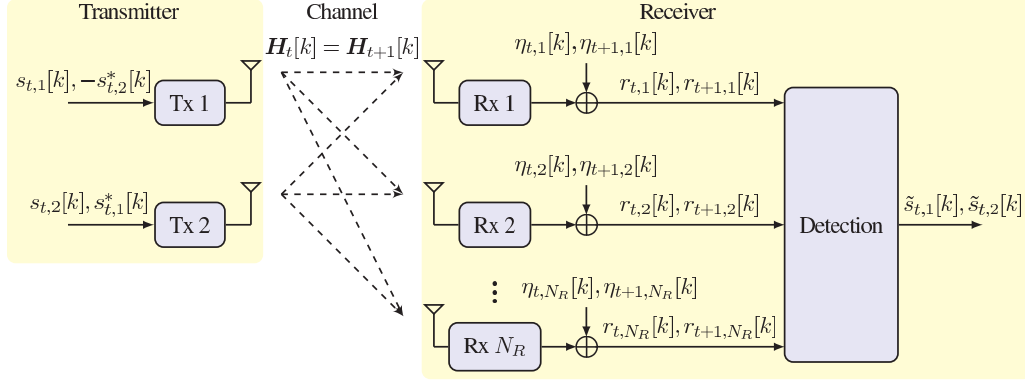 Transmitter
Channel
Receiver
H_t[k] = H_{t+1}[k]
s_{t,1}[k], -s^*_{t,2}[k]
Tx 1
Rx 1
η_{t,1}[k], η_{t+1,1}[k]
r_{t,1}[k], r_{t+1,1}[k]
s_{t,2}[k], s^*_{t,1}[k]
Tx 2
Rx 2
η_{t,2}[k], η_{t+1,2}[k]
r_{t,2}[k], r_{t+1,2}[k]
Detection
s̃_{t,1}[k], s̃_{t,2}[k]
η_{t,N_R}[k], η_{t+1,N_R}[k]
Rx N_R
r_{t,N_R}[k], r_{t+1,N_R}[k]